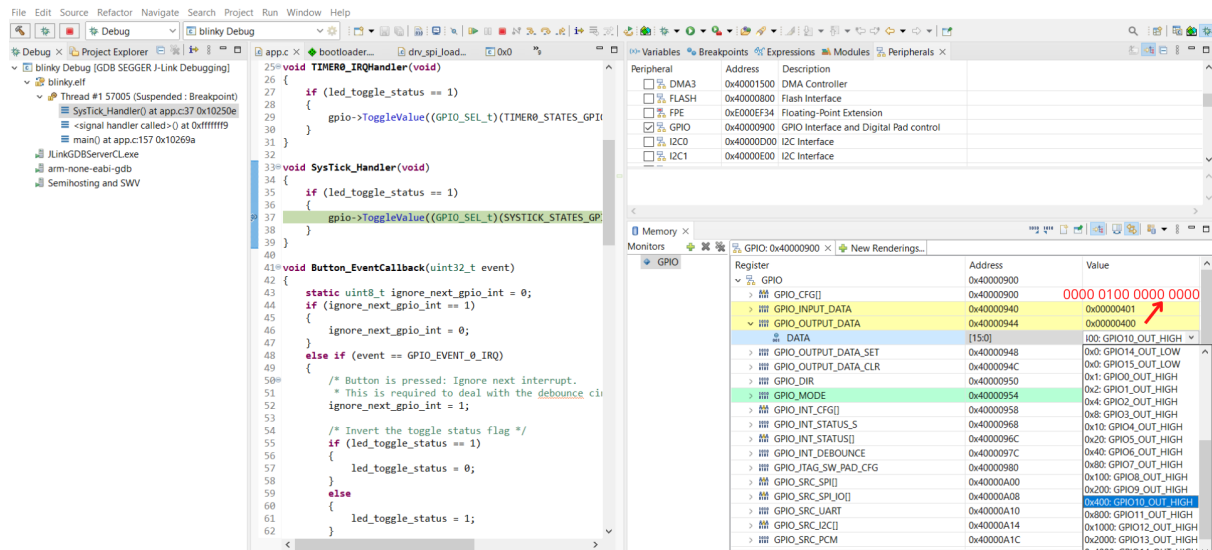 File Edit Source Refactor Navigate Search Project Run Window Help
Debug blinky Debug
Debug Project Explorer
blinky Debug [GDB SEGGER J-Link Debugging]
blinky.elf
Thread #1 57005 (Suspended : Breakpoint)
SysTick_Handler() at app.c:37 0x10250e
<signal handler called>() at 0xfffffff9
main() at app.c:157 0x10269a
JLinkGDBServerCL.exe
arm-none-eabi-gdb
Semihosting and SWV
app.c bootloader.... drv_spi_load... 0x0 »9
25 void TIMER0_IRQHandler(void)
26 {
27 if (led_toggle_status == 1)
28 {
29 gpio->ToggleValue((GPIO_SEL_t)(TIMER0_STATES_GPI
30 }
31 }
32
33 void SysTick_Handler(void)
34 {
35 if (led_toggle_status == 1)
36 {
37 gpio->ToggleValue((GPIO_SEL_t)(SYSTICK_STATES_GP
38 }
39 }
40
41 void Button_EventCallback(uint32_t event)
42 {
43 static uint8_t ignore_next_gpio_int = 0;
44 if (ignore_next_gpio_int == 1)
45 {
46 ignore_next_gpio_int = 0;
47 }
48 else if (event == GPIO_EVENT_0_IRQ)
49 {
50 /* Button is pressed: Ignore next interrupt.
51 * This is required to deal with the debounce ci
52 ignore_next_gpio_int = 1;
53
54 /* Invert the toggle status flag */
55 if (led_toggle_status == 1)
56 {
57 led_toggle_status = 0;
58 }
59 else
60 {
61 led_toggle_status = 1;
62 }
Variables Breakpoints Expressions Modules Peripherals
Peripheral Address Description
DMA3 0x40001500 DMA Controller
FLASH 0x40000800 Flash Interface
FPE 0xE000EF34 Floating-Point Extension
GPIO 0x40000900 GPIO Interface and Digital Pad control
I2C0 0x40000D00 I2C Interface
I2C1 0x40000E00 I2C Interface
Memory
Monitors GPIO: 0x40000900 New Renderings...
GPIO
Register Address Value
GPIO 0x40000900
GPIO_CFG[] 0x40000900 0000 0100 0000 0000
GPIO_INPUT_DATA 0x40000940 0x00000401
GPIO_OUTPUT_DATA 0x40000944 0x00000400
DATA [15:0] 400: GPIO10_OUT_HIGH
GPIO_OUTPUT_DATA_SET 0x40000948 0x0: GPIO14_OUT_LOW
GPIO_OUTPUT_DATA_CLR 0x4000094C 0x0: GPIO15_OUT_LOW
GPIO_DIR 0x40000950 0x1: GPIO0_OUT_HIGH
0x2: GPIO1_OUT_HIGH
GPIO_MODE 0x40000954 0x4: GPIO2_OUT_HIGH
GPIO_INT_CFG[] 0x40000958 0x8: GPIO3_OUT_HIGH
GPIO_INT_STATUS_S 0x40000968 0x10: GPIO4_OUT_HIGH
GPIO_INT_STATUS[] 0x4000096C 0x20: GPIO5_OUT_HIGH
GPIO_INT_DEBOUNCE 0x4000097C 0x40: GPIO6_OUT_HIGH
GPIO_JTAG_SW_PAD_CFG 0x40000980 0x80: GPIO7_OUT_HIGH
GPIO_SRC_SPI[] 0x40000A00 0x100: GPIO8_OUT_HIGH
GPIO_SRC_SPI_IO[] 0x40000A08 0x200: GPIO9_OUT_HIGH
0x400: GPIO10_OUT_HIGH
GPIO_SRC_UART 0x40000A10 0x800: GPIO11_OUT_HIGH
GPIO_SRC_I2C[] 0x40000A14 0x1000: GPIO12_OUT_HIGH
GPIO_SRC_PCM 0x40000A1C 0x2000: GPIO13_OUT_HIGH